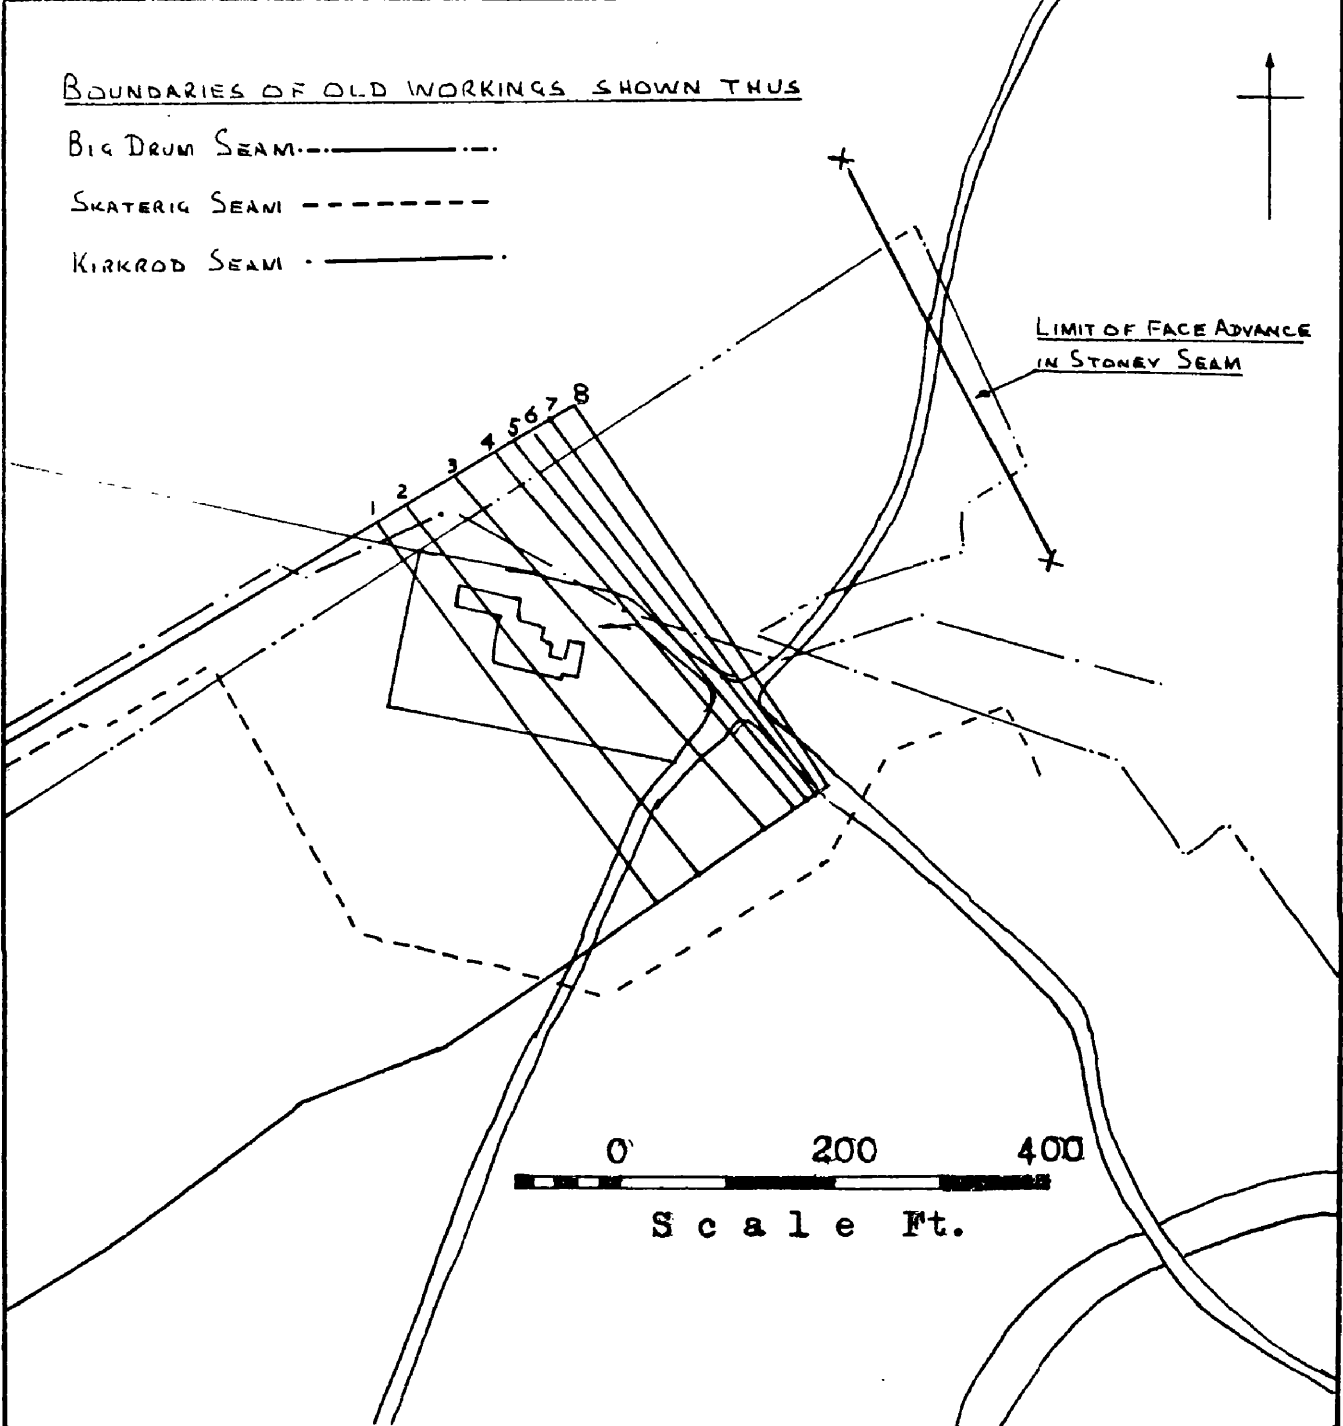 BOUNDARIES OF OLD WORKINGS SHOWN THUS
BIG DRUM SEAM
SKATERIG SEAM
KIRKROD SEAM
LIMIT OF FACE ADVANCE
IN STONEY SEAM
1 2 3 4 5 6 7 8
0 200 400
Scale Ft.